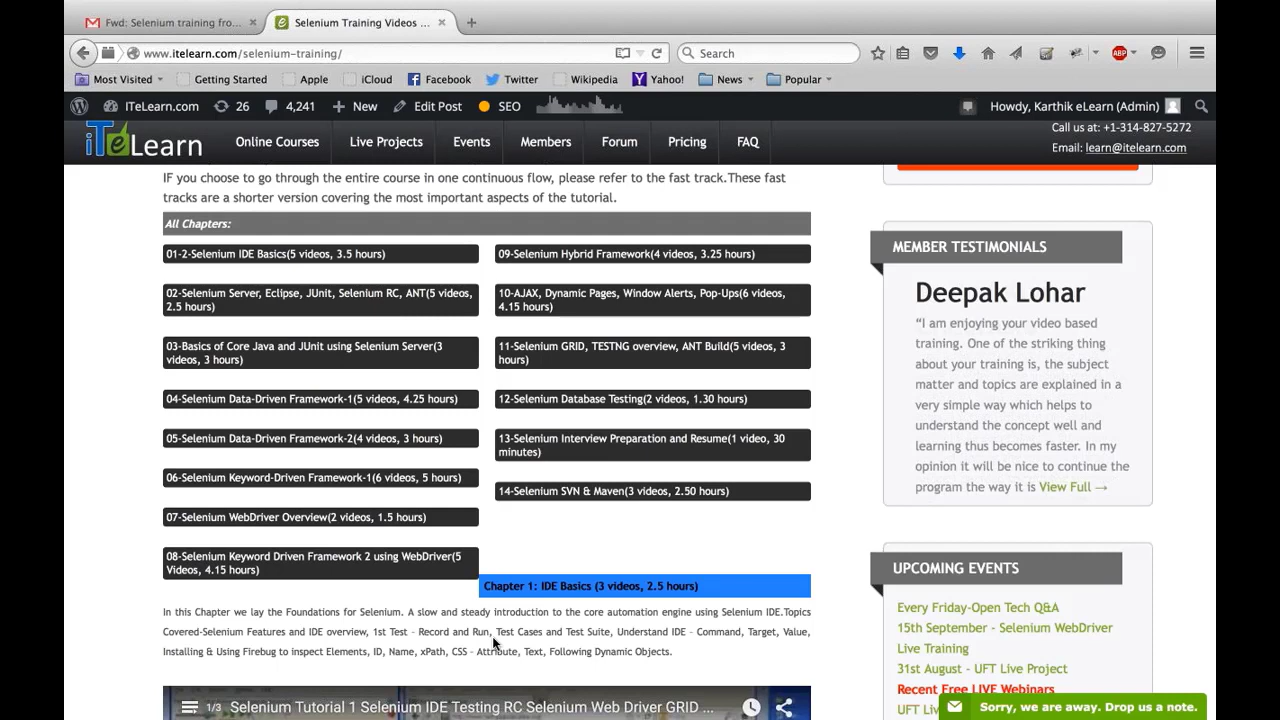 Fwd: Selenium training fro...
Selenium Training Videos ...
www.itelearn.com/selenium-training/
Search
Most Visited
Getting Started
Apple
iCloud
Facebook
Twitter
Wikipedia
Yahoo!
News
Popular
ITeLearn.com
26
4,241
New
Edit Post
SEO
Howdy, Karthik eLearn (Admin)
iTeLearn
Online Courses
Live Projects
Events
Members
Forum
Pricing
FAQ
Call us at: +1-314-827-5272
Email: learn@itelearn.com
IF you choose to go through the entire course in one continuous flow, please refer to the fast track.These fast
tracks are a shorter version covering the most important aspects of the tutorial.
All Chapters:
01-2-Selenium IDE Basics(5 videos, 3.5 hours)
02-Selenium Server, Eclipse, JUnit, Selenium RC, ANT(5 videos,
2.5 hours)
03-Basics of Core Java and JUnit using Selenium Server(3
videos, 3 hours)
04-Selenium Data-Driven Framework-1(5 videos, 4.25 hours)
05-Selenium Data-Driven Framework-2(4 videos, 3 hours)
06-Selenium Keyword-Driven Framework-1(6 videos, 5 hours)
07-Selenium WebDriver Overview(2 videos, 1.5 hours)
08-Selenium Keyword Driven Framework 2 using WebDriver(5
Videos, 4.15 hours)
09-Selenium Hybrid Framework(4 videos, 3.25 hours)
10-AJAX, Dynamic Pages, Window Alerts, Pop-Ups(6 videos,
4.15 hours)
11-Selenium GRID, TESTNG overview, ANT Build(5 videos, 3
hours)
12-Selenium Database Testing(2 videos, 1.30 hours)
13-Selenium Interview Preparation and Resume(1 video, 30
minutes)
14-Selenium SVN & Maven(3 videos, 2.50 hours)
Chapter 1: IDE Basics (3 videos, 2.5 hours)
In this Chapter we lay the Foundations for Selenium. A slow and steady introduction to the core automation engine using Selenium IDE.Topics
Covered-Selenium Features and IDE overview, 1st Test - Record and Run, Test Cases and Test Suite, Understand IDE - Command, Target, Value,
Installing & Using Firebug to inspect Elements, ID, Name, xPath, CSS - Attribute, Text, Following Dynamic Objects.
1/3 Selenium Tutorial 1 Selenium IDE Testing RC Selenium Web Driver GRID ...
MEMBER TESTIMONIALS
Deepak Lohar
“I am enjoying your video based
training. One of the striking thing
about your training is, the subject
matter and topics are explained in a
very simple way which helps to
understand the concept well and
learning thus becomes faster. In my
opinion it will be nice to continue the
program the way it is View Full →
UPCOMING EVENTS
Every Friday-Open Tech Q&A
15th September - Selenium WebDriver
Live Training
31st August - UFT Live Project
Recent Free LIVE Webinars
UFT Li
Sorry, we are away. Drop us a note.
ABP